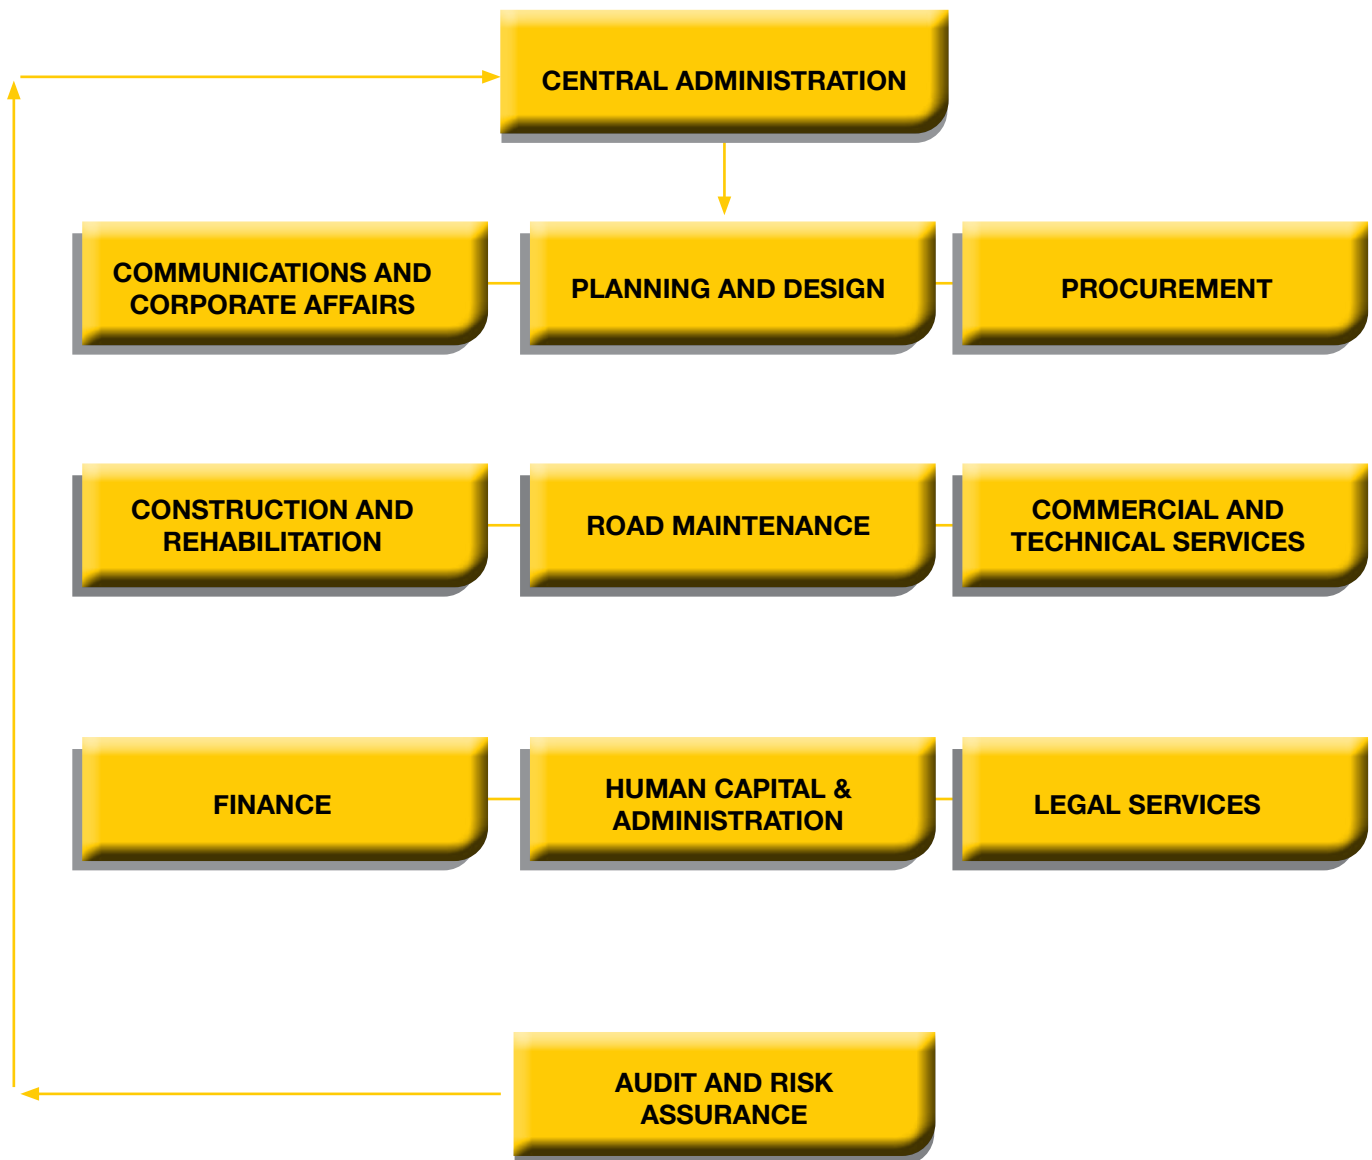 CENTRAL ADMINISTRATION
COMMUNICATIONS AND
CORPORATE AFFAIRS
PLANNING AND DESIGN
PROCUREMENT
CONSTRUCTION AND
REHABILITATION
ROAD MAINTENANCE
COMMERCIAL AND
TECHNICAL SERVICES
FINANCE
HUMAN CAPITAL &
ADMINISTRATION
LEGAL SERVICES
AUDIT AND RISK
ASSURANCE